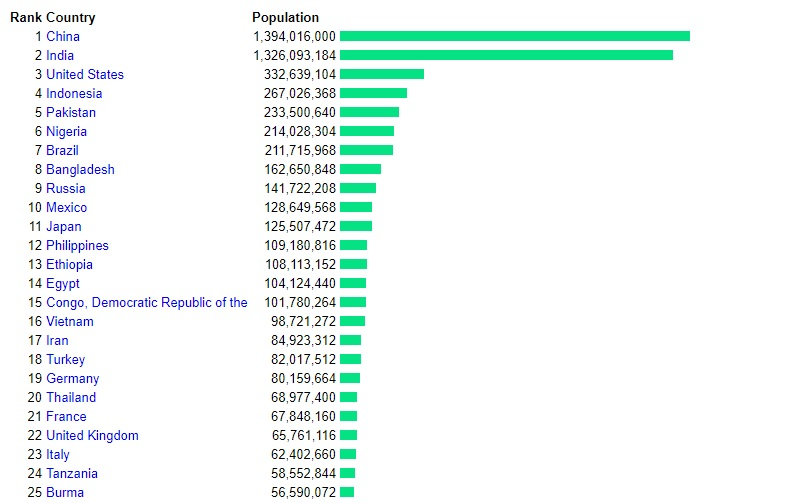 Rank Country Population
1 China 1,394,016,000
2 India 1,326,093,184
3 United States 332,639,104
4 Indonesia 267,026,368
5 Pakistan 233,500,640
6 Nigeria 214,028,304
7 Brazil 211,715,968
8 Bangladesh 162,650,848
9 Russia 141,722,208
10 Mexico 128,649,568
11 Japan 125,507,472
12 Philippines 109,180,816
13 Ethiopia 108,113,152
14 Egypt 104,124,440
15 Congo, Democratic Republic of the 101,780,264
16 Vietnam 98,721,272
17 Iran 84,923,312
18 Turkey 82,017,512
19 Germany 80,159,664
20 Thailand 68,977,400
21 France 67,848,160
22 United Kingdom 65,761,116
23 Italy 62,402,660
24 Tanzania 58,552,844
25 Burma 56,590,072